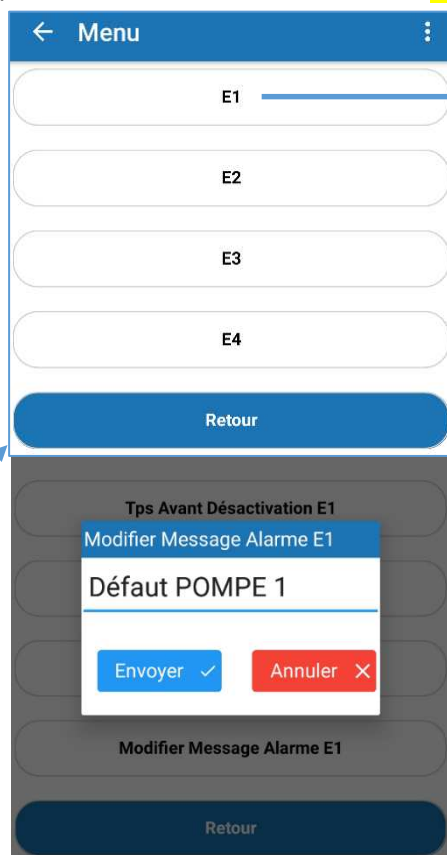 Menu
E1
E2
E3
E4
Retour
Tps Avant Désactivation E1
Modifier Message Alarme E1
Défaut POMPE 1
Envoyer
Annuler
Modifier Message Alarme E1
Retour